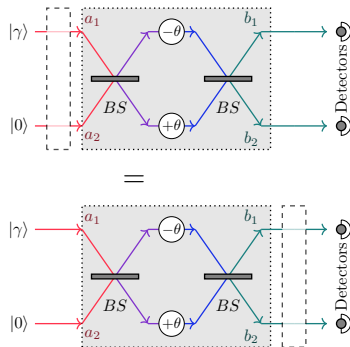 |γ⟩ a₁ −θ b₁
BS BS
|0⟩ a₂ +θ b₂
Detectors
=
|γ⟩ a₁ −θ b₁
BS BS
|0⟩ a₂ +θ b₂
Detectors